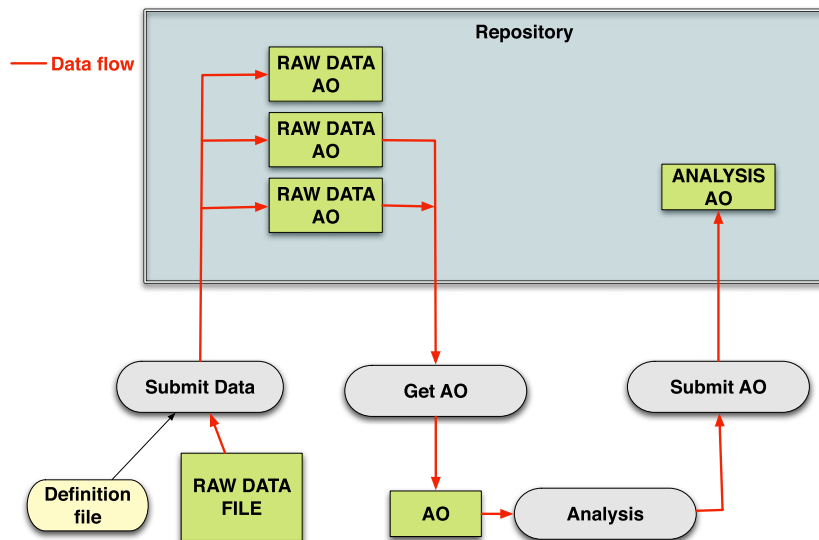 Repository
Data flow
RAW DATA
AO
RAW DATA
AO
RAW DATA
AO
ANALYSIS
AO
Submit Data
Get AO
Submit AO
Definition
file
RAW DATA
FILE
AO
Analysis